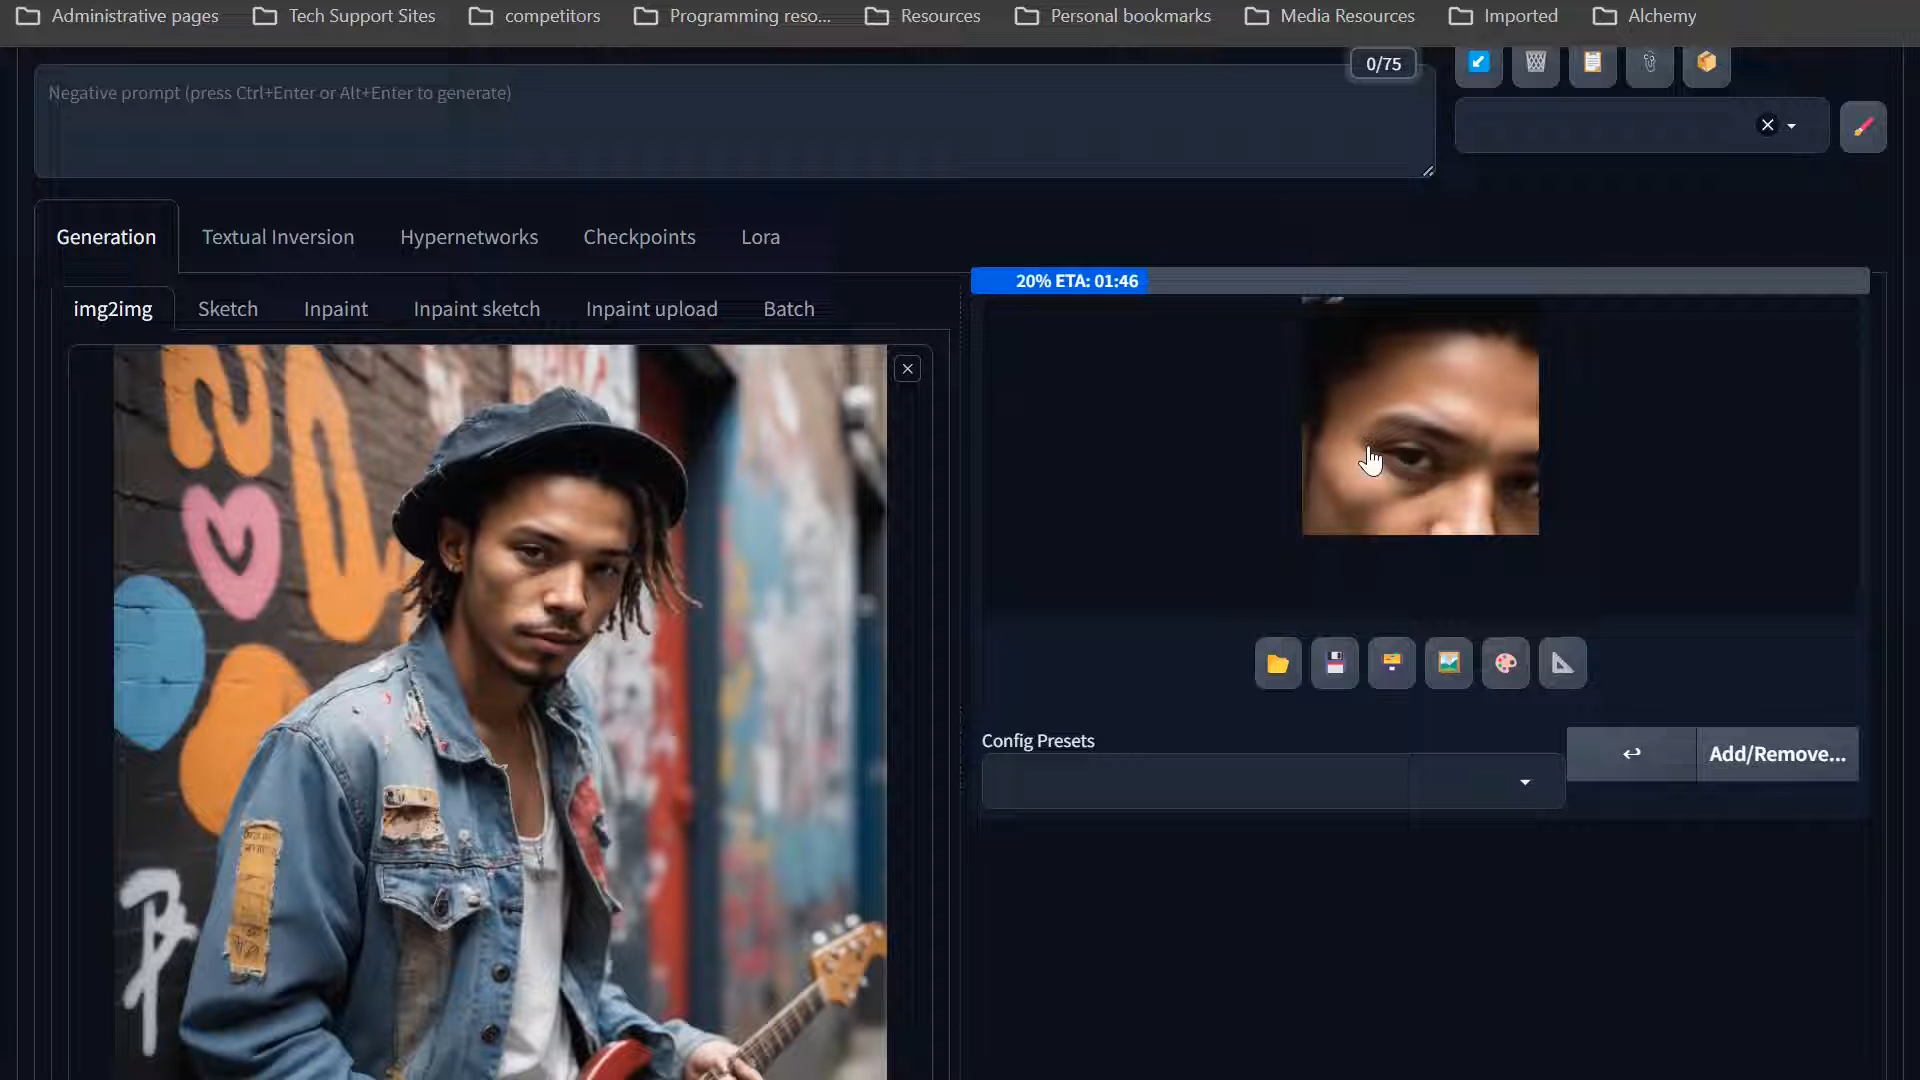 Administrative pages
Tech Support Sites
competitors
Programming reso...
Resources
Personal bookmarks
Media Resources
Imported
Alchemy
0/75
Negative prompt (press Ctrl+Enter or Alt+Enter to generate)
Generation
Textual Inversion
Hypernetworks
Checkpoints
Lora
20% ETA: 01:46
img2img
Sketch
Inpaint
Inpaint sketch
Inpaint upload
Batch
Config Presets
Add/Remove...